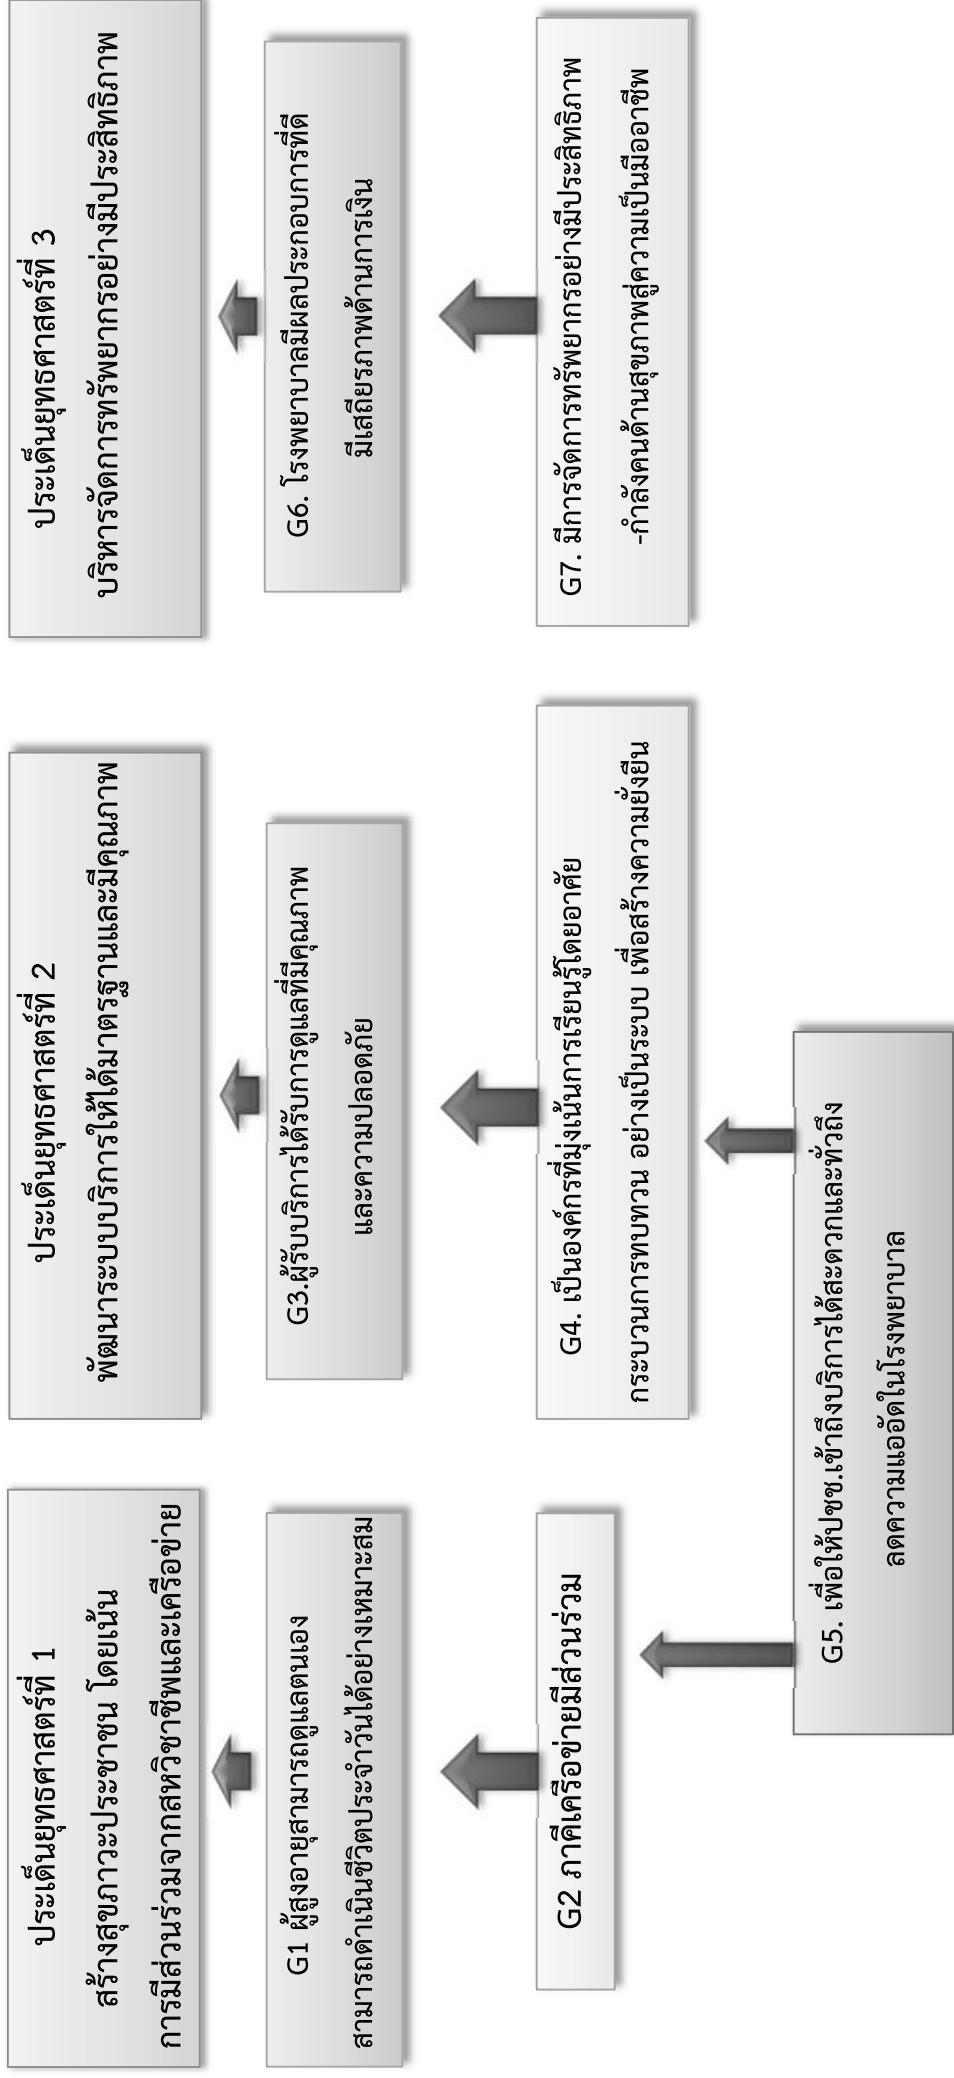 ประเด็นยุทธศาสตร์ที่ 1
สร้างสุขภาวะประชาชน โดยเน้น
การมีส่วนร่วมจากสหวิชาชีพและเครือข่าย
ประเด็นยุทธศาสตร์ที่ 2
พัฒนาระบบบริการให้ได้มาตรฐานและมีคุณภาพ
ประเด็นยุทธศาสตร์ที่ 3
บริหารจัดการทรัพยากรอย่างมีประสิทธิภาพ
G1 ผู้สูงอายุสามารถดูแลตนเอง
สามารถดำเนินชีวิตประจำวันได้อย่างเหมาะสม
G3.ผู้รับบริการได้รับการดูแลที่มีคุณภาพ
และความปลอดภัย
G6. โรงพยาบาลมีผลประกอบการที่ดี
มีเสถียรภาพด้านการเงิน
G2 ภาคีเครือข่ายมีส่วนร่วม
G4. เป็นองค์กรที่มุ่งเน้นการเรียนรู้โดยอาศัย
กระบวนการทบทวน อย่างเป็นระบบ เพื่อสร้างความยั่งยืน
G7. มีการจัดการทรัพยากรอย่างมีประสิทธิภาพ
-กำลังคนด้านสุขภาพสู่ความเป็นมืออาชีพ
G5. เพื่อให้ปชช.เข้าถึงบริการได้สะดวกและทั่วถึง
ลดความแออัดในโรงพยาบาล